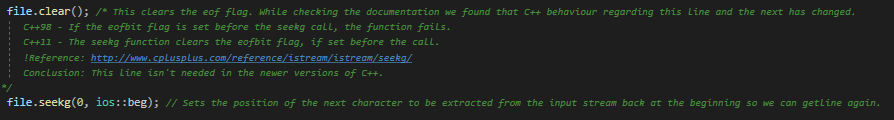 file.clear(); /* This clears the eof flag. While checking the documentation we found that C++ behaviour regarding this line and the next has changed.
C++98 - If the eofbit flag is set before the seekg call, the function fails.
C++11 - The seekg function clears the eofbit flag, if set before the call.
!Reference: http://www.cplusplus.com/reference/istream/istream/seekg/
Conclusion: This line isn't needed in the newer versions of C++.
*/
file.seekg(0, ios::beg); // Sets the position of the next character to be extracted from the input stream back at the beginning so we can getline again.